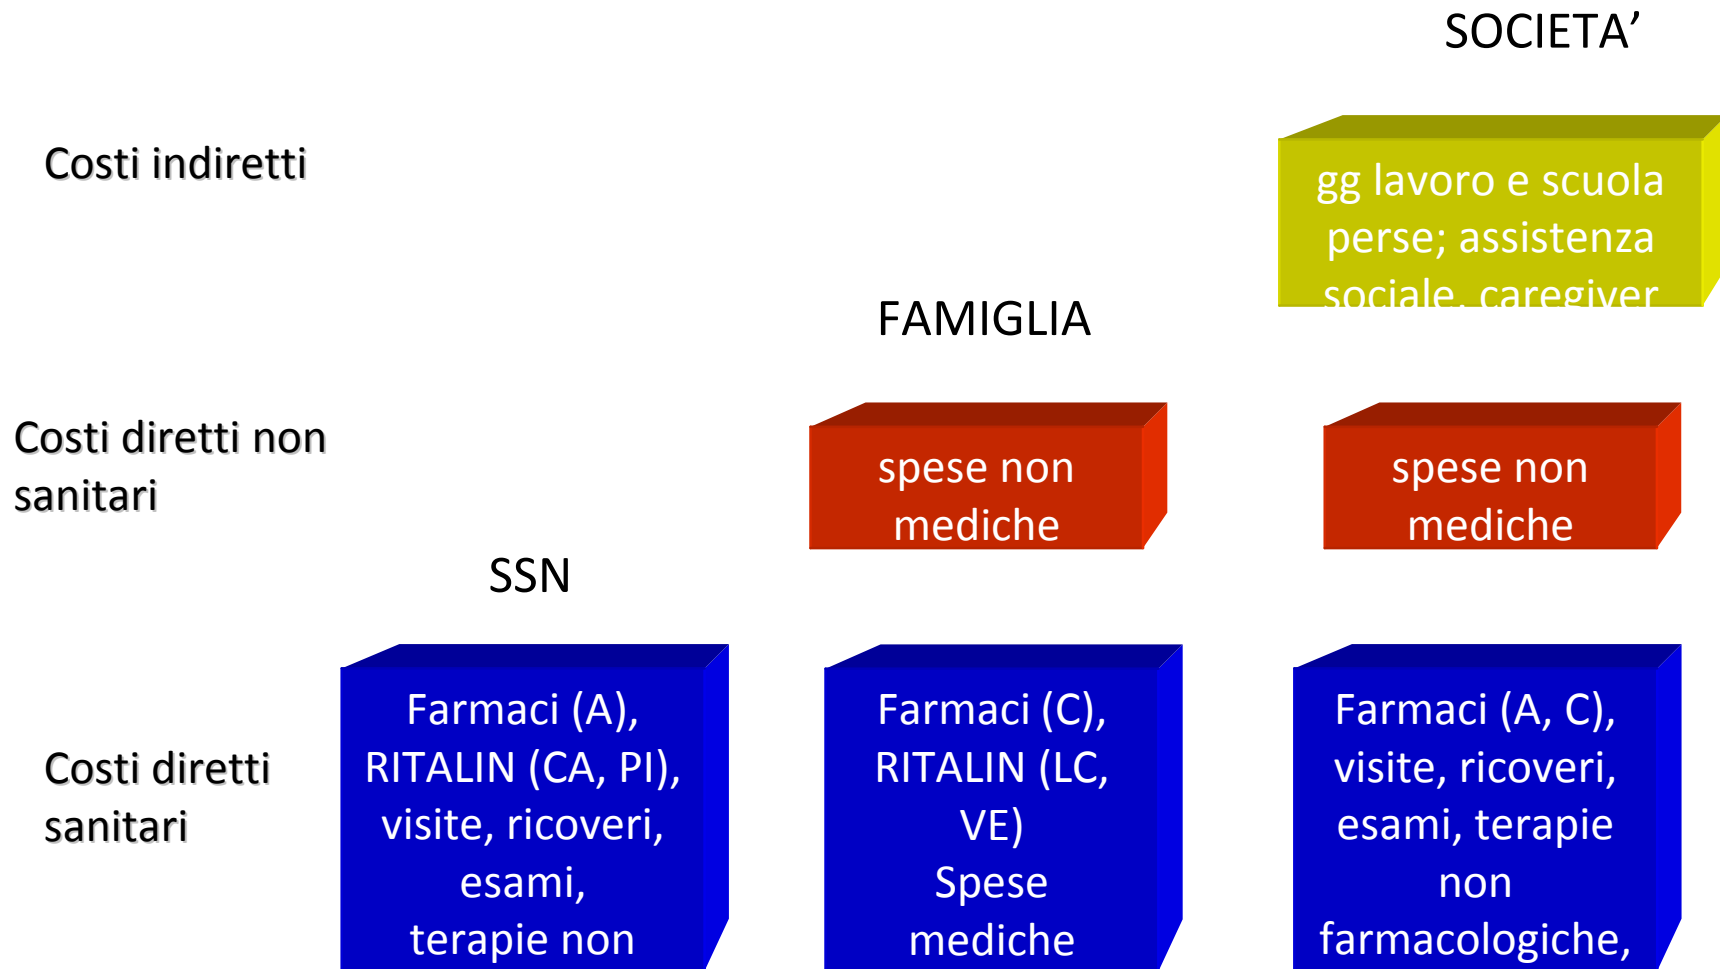 SOCIETA’
Costi indiretti
gg lavoro e scuola
perse; assistenza
sociale, caregiver
FAMIGLIA
Costi diretti non
sanitari
spese non
mediche
spese non
mediche
SSN
Costi diretti
sanitari
Farmaci (A),
RITALIN (CA, PI),
visite, ricoveri,
esami,
terapie non
Farmaci (C),
RITALIN (LC,
VE)
Spese
mediche
Farmaci (A, C),
visite, ricoveri,
esami, terapie
non
farmacologiche,